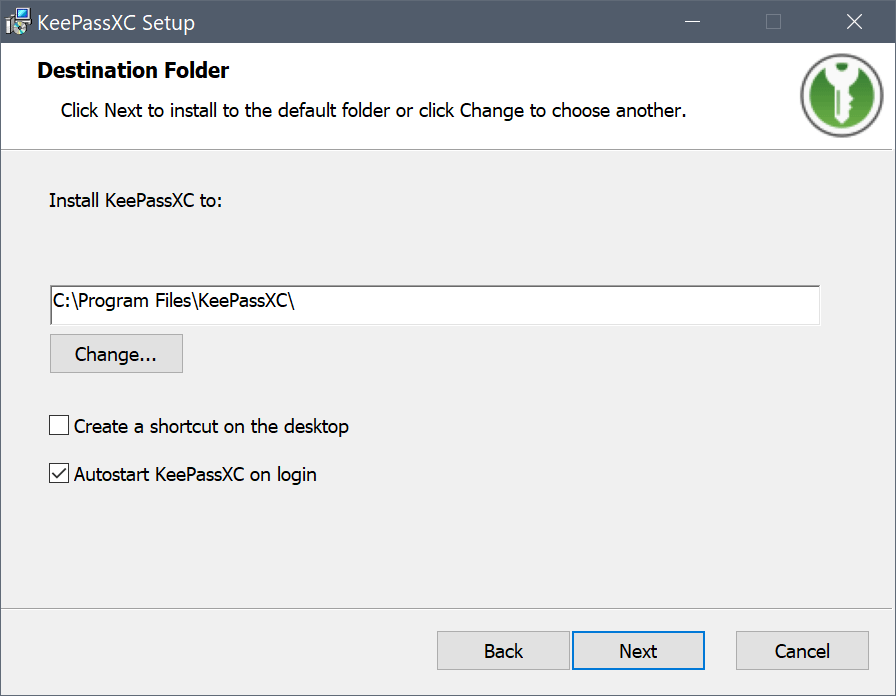 KeePassXC Setup
Destination Folder
Click Next to install to the default folder or click Change to choose another.
Install KeePassXC to:
C:\Program Files\KeePassXC\
Change...
Create a shortcut on the desktop
Autostart KeePassXC on login
Back Next Cancel